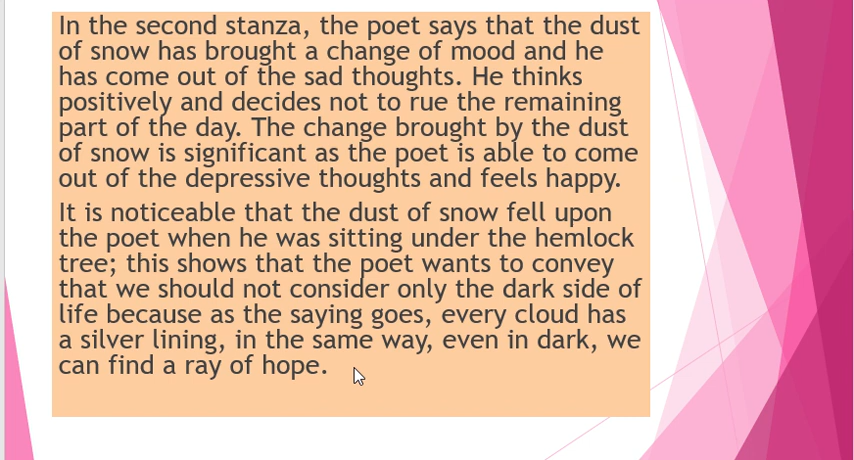 In the second stanza, the poet says that the dust
of snow has brought a change of mood and he
has come out of the sad thoughts. He thinks
positively and decides not to rue the remaining
part of the day. The change brought by the dust
of snow is significant as the poet is able to come
out of the depressive thoughts and feels happy.
It is noticeable that the dust of snow fell upon
the poet when he was sitting under the hemlock
tree; this shows that the poet wants to convey
that we should not consider only the dark side of
life because as the saying goes, every cloud has
a silver lining, in the same way, even in dark, we
can find a ray of hope.